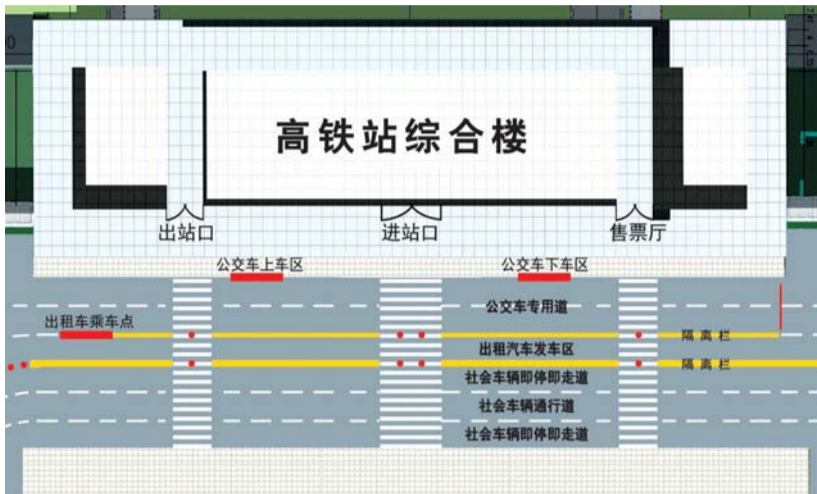 高铁站综合楼
出站口
进站口
售票厅
公交车上车区
公交车下车区
公交车专用道
出租车乘车点
隔离栏
出租汽车发车区
隔离栏
社会车辆即停即走道
社会车辆通行道
社会车辆即停即走道